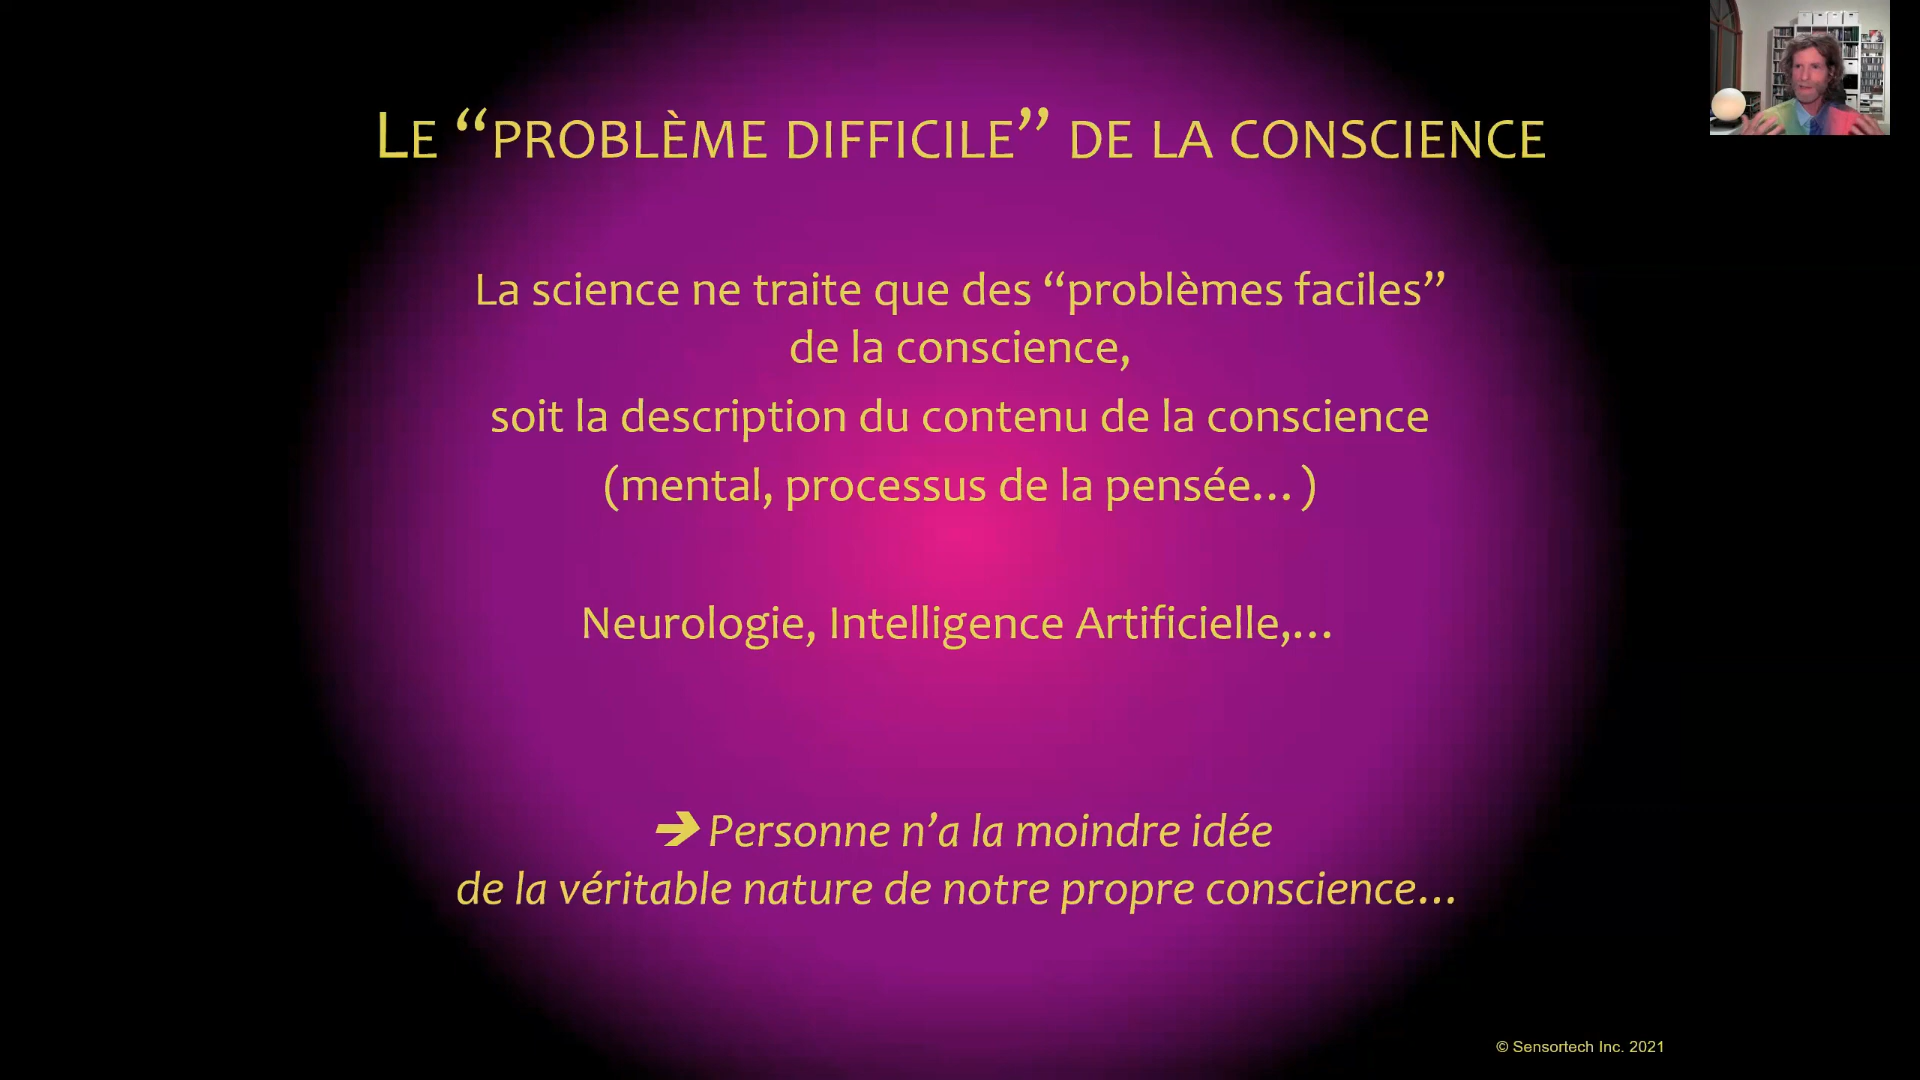 LE “PROBLÈME DIFFICILE” DE LA CONSCIENCE
La science ne traite que des “problèmes faciles”
de la conscience,
soit la description du contenu de la conscience
(mental, processus de la pensée… )
Neurologie, Intelligence Artificielle,…
➔ Personne n’a la moindre idée
de la véritable nature de notre propre conscience…
© Sensortech Inc. 2021